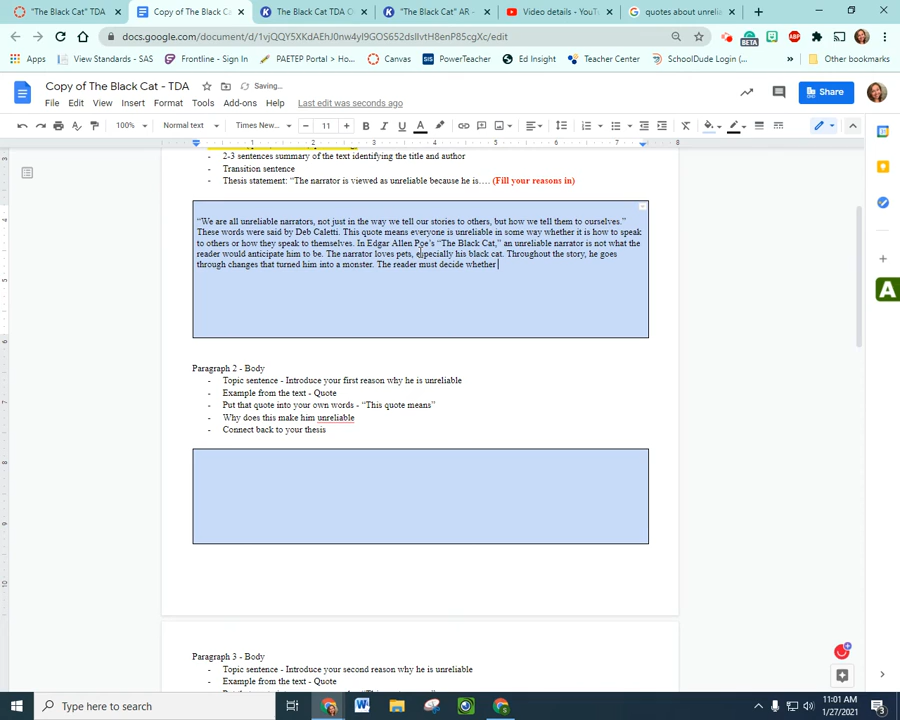 "The Black Cat" TDA
Copy of The Black Ca
The Black Cat TDA O
"The Black Cat" AR -
Video details - YouTu
quotes about unrelia
docs.google.com/document/d/1vjQQY5XKdAEhJ0nw4yI9GOS652dsIlvtH8enP85cgXc/edit
Apps
View Standards - SAS
Frontline - Sign In
PAETEP Portal > Ho...
Canvas
PowerTeacher
Ed Insight
Teacher Center
SchoolDude Login S...
Other bookmarks
Copy of The Black Cat - TDA
Saving...
File Edit View Insert Format Tools Add-ons Help Last edit was seconds ago
Share
100% Normal text Times New... 11
- 2-3 sentences summary of the text identifying the title and author
- Transition sentence
- Thesis statement: "The narrator is viewed as unreliable because he is.... (Fill your reasons in)
"We are all unreliable narrators, not just in the way we tell our stories to others, but how we tell them to ourselves."
These words were said by Deb Caletti. This quote means everyone is unreliable in some way whether it is how to speak
to others or how they speak to themselves. In Edgar Allen Poe's "The Black Cat," an unreliable narrator is not what the
reader would anticipate him to be. The narrator loves pets, especially his black cat. Throughout the story, he goes
through changes that turned him into a monster. The reader must decide whether
Paragraph 2 - Body
- Topic sentence - Introduce your first reason why he is unreliable
- Example from the text - Quote
- Put that quote into your own words - "This quote means"
- Why does this make him unreliable
- Connect back to your thesis
Paragraph 3 - Body
- Topic sentence - Introduce your second reason why he is unreliable
- Example from the text - Quote
Type here to search
11:01 AM
1/27/2021